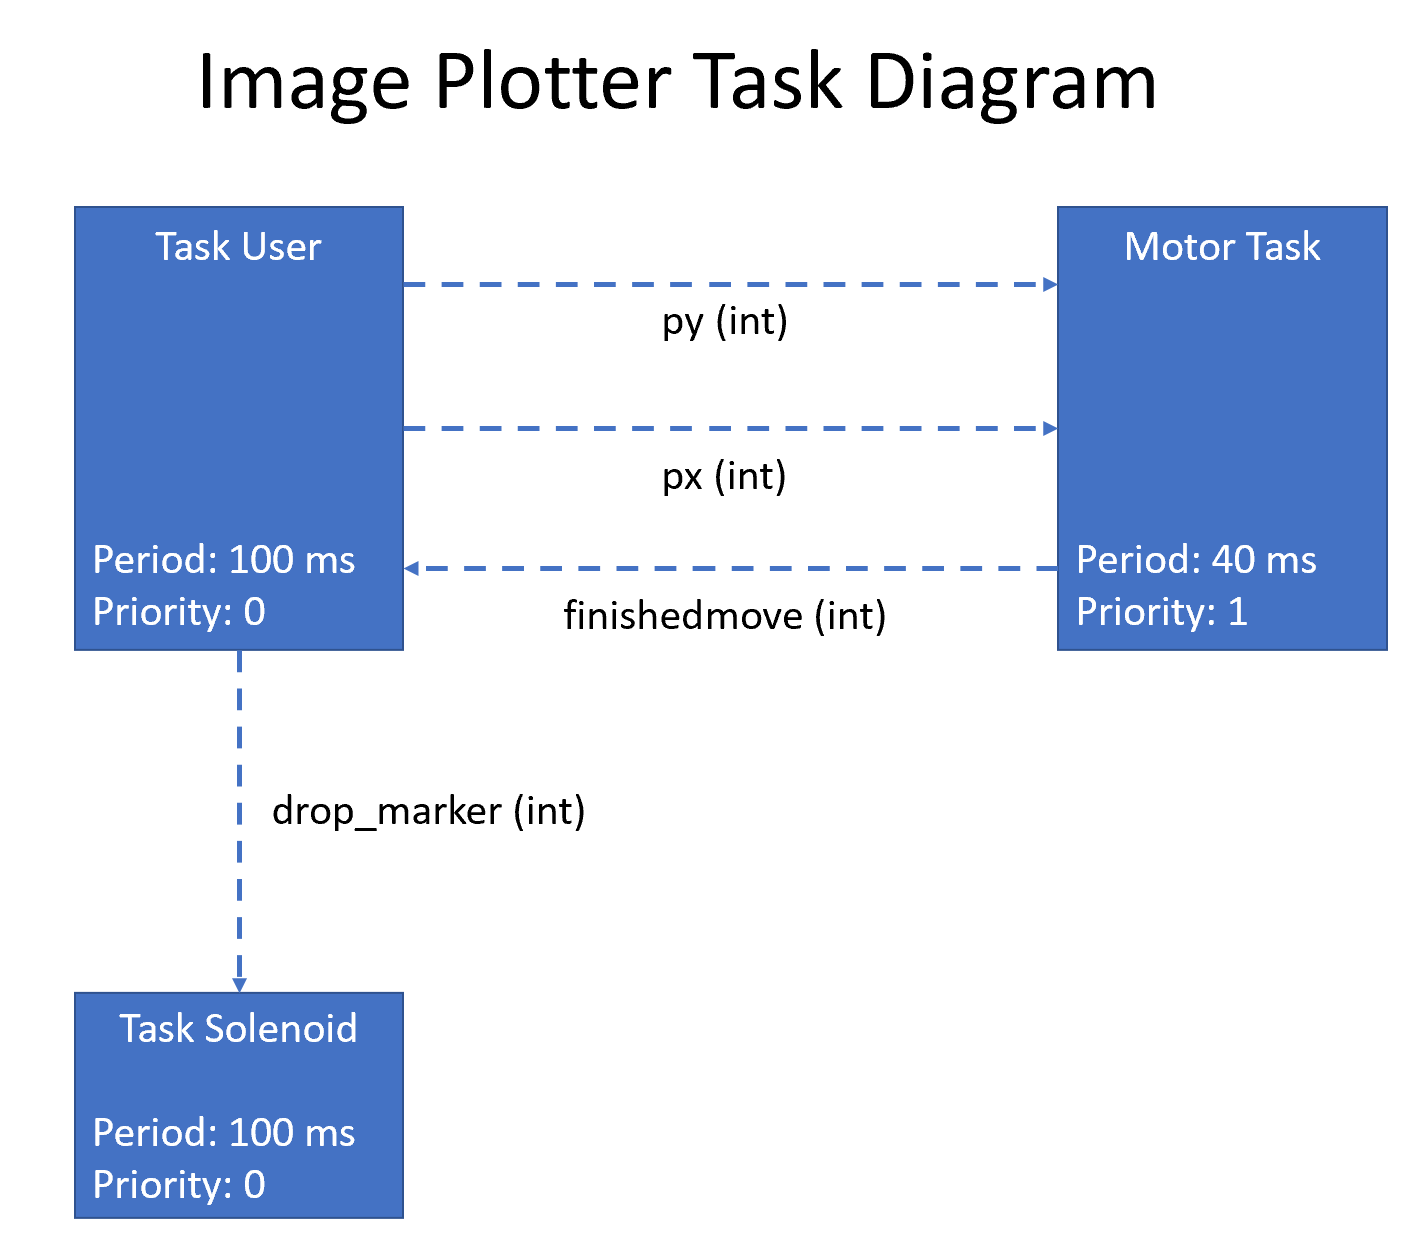 Image Plotter Task Diagram
Task User
Period: 100 ms
Priority: 0
py (int)
px (int)
finishedmove (int)
Motor Task
Period: 40 ms
Priority: 1
drop_marker (int)
Task Solenoid
Period: 100 ms
Priority: 0